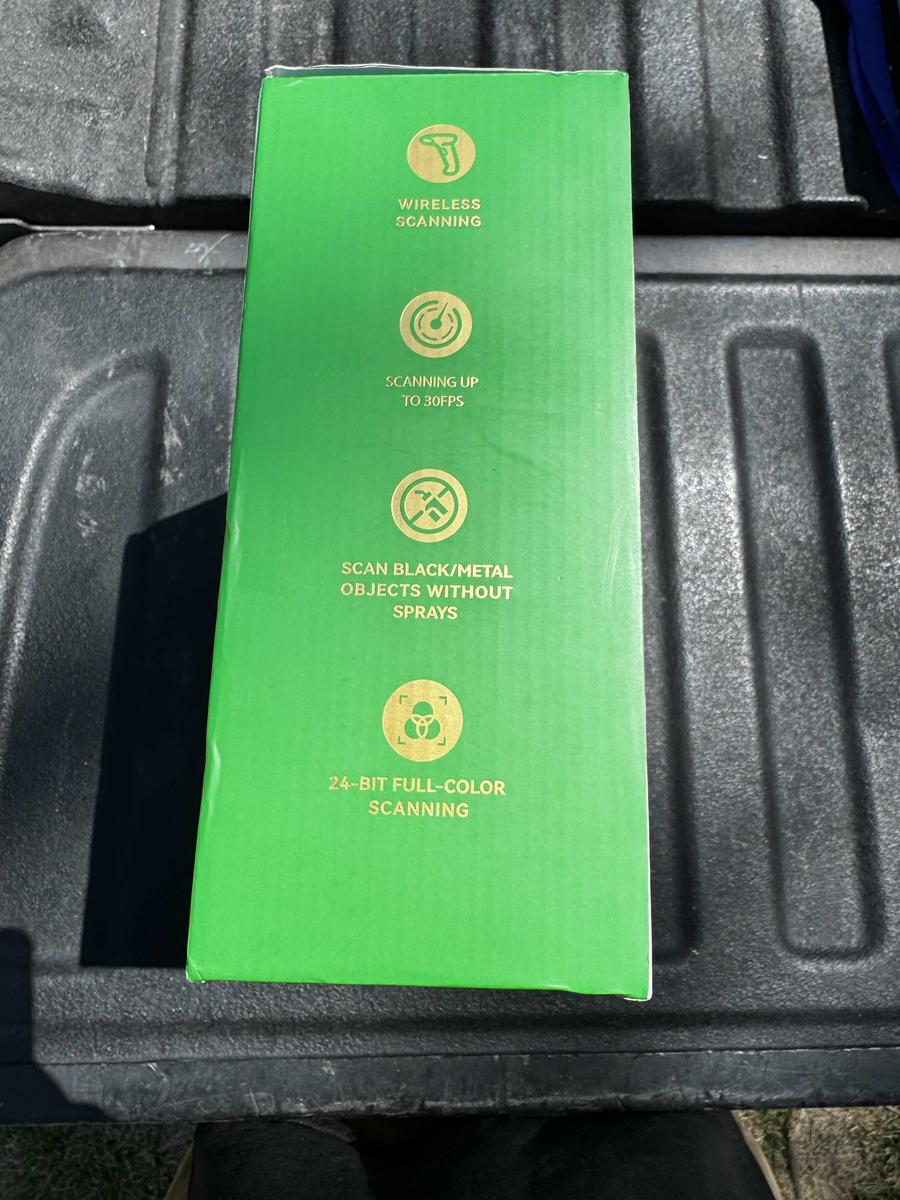 WIRELESS
SCANNING
SCANNING UP
TO 30FPS
SCAN BLACK/METAL
OBJECTS WITHOUT
SPRAYS
24-BIT FULL-COLOR
SCANNING